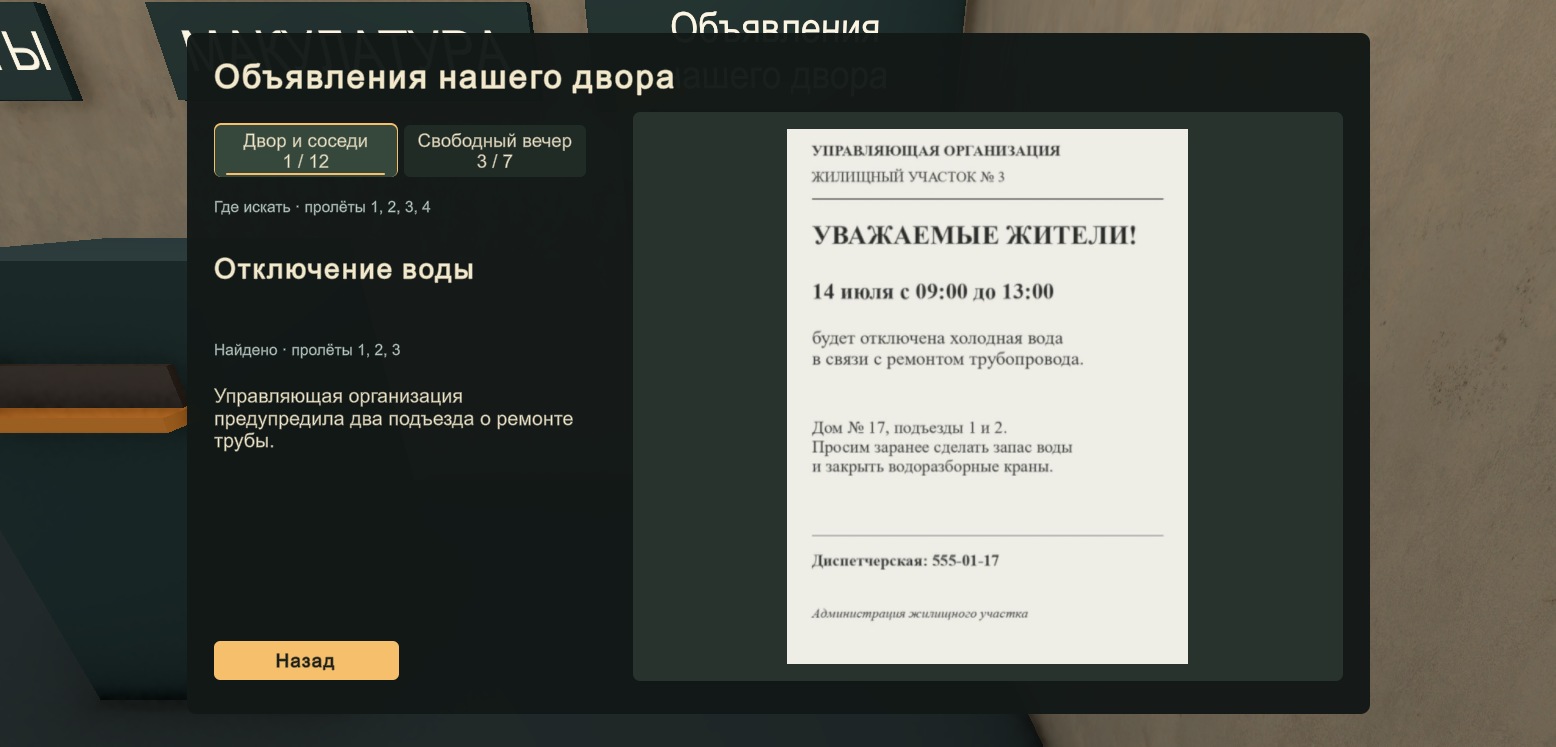 Ы
МАКУЛАТУРА
Объявления
нашего двора
Объявления нашего двора
Двор и соседи
1 / 12
Свободный вечер
3 / 7
Где искать · пролёты 1, 2, 3, 4
Отключение воды
Найдено · пролёты 1, 2, 3
Управляющая организация
предупредила два подъезда о ремонте
трубы.
Назад
УПРАВЛЯЮЩАЯ ОРГАНИЗАЦИЯ
ЖИЛИЩНЫЙ УЧАСТОК № 3
УВАЖАЕМЫЕ ЖИТЕЛИ!
14 июля с 09:00 до 13:00
будет отключена холодная вода
в связи с ремонтом трубопровода.
Дом № 17, подъезды 1 и 2.
Просим заранее сделать запас воды
и закрыть водоразборные краны.
Диспетчерская: 555-01-17
Администрация жилищного участка